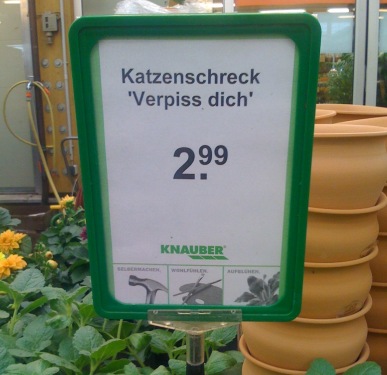 Katzenschreck
'Verpiss dich'
2.99
KNAUBER
SELBERMACHEN. WOHLFÜHLEN. AUFBLÜHEN.